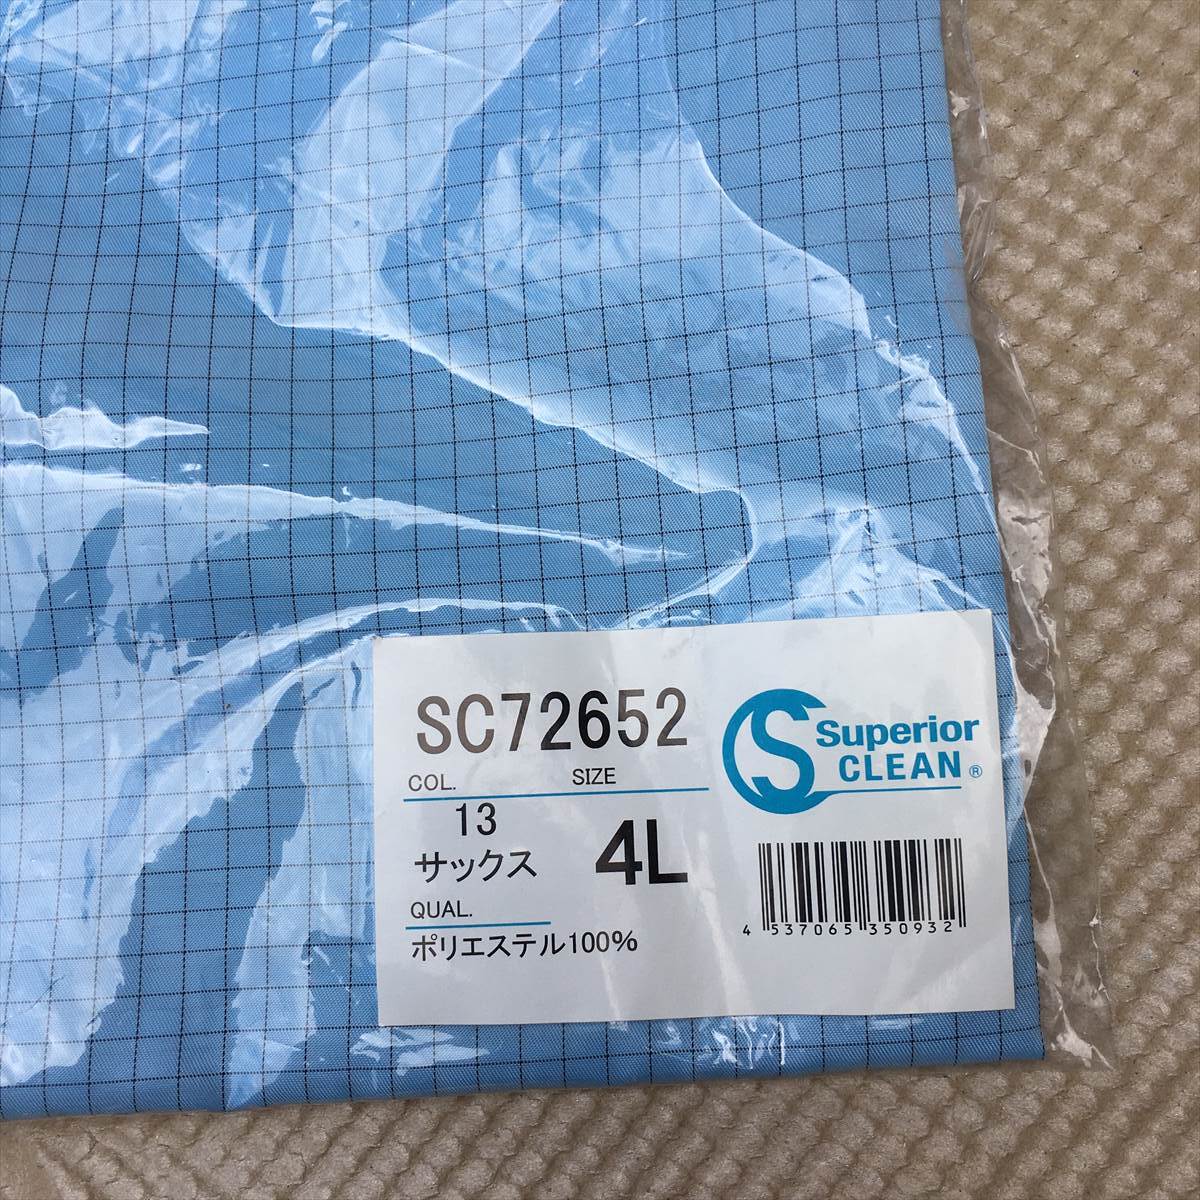 SC72652
COL. SIZE
13
サックス 4L
QUAL.
ポリエステル100%
S Superior
CLEAN ®
4 537065 350932